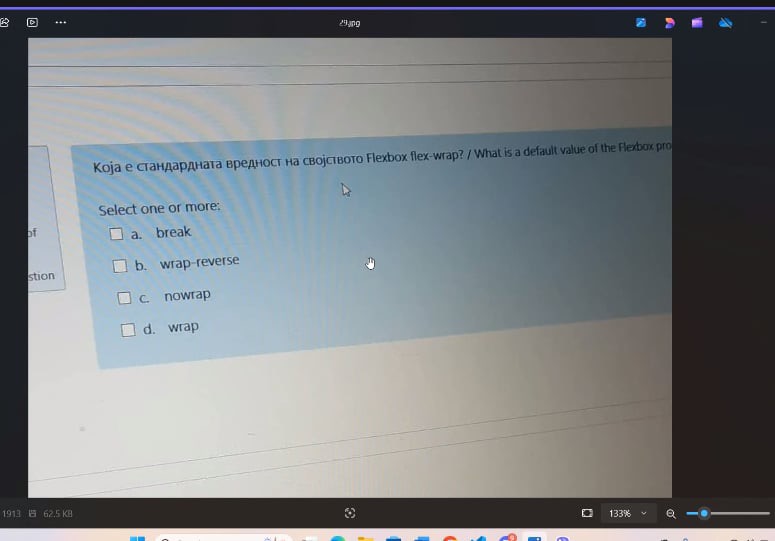 29.jpg
Која е стандардната вредност на својството Flexbox flex-wrap? / What is a default value of the Flexbox pro
Select one or more:
of
a. break
stion
b. wrap-reverse
c. nowrap
d. wrap
1913 62.5 KB 133%